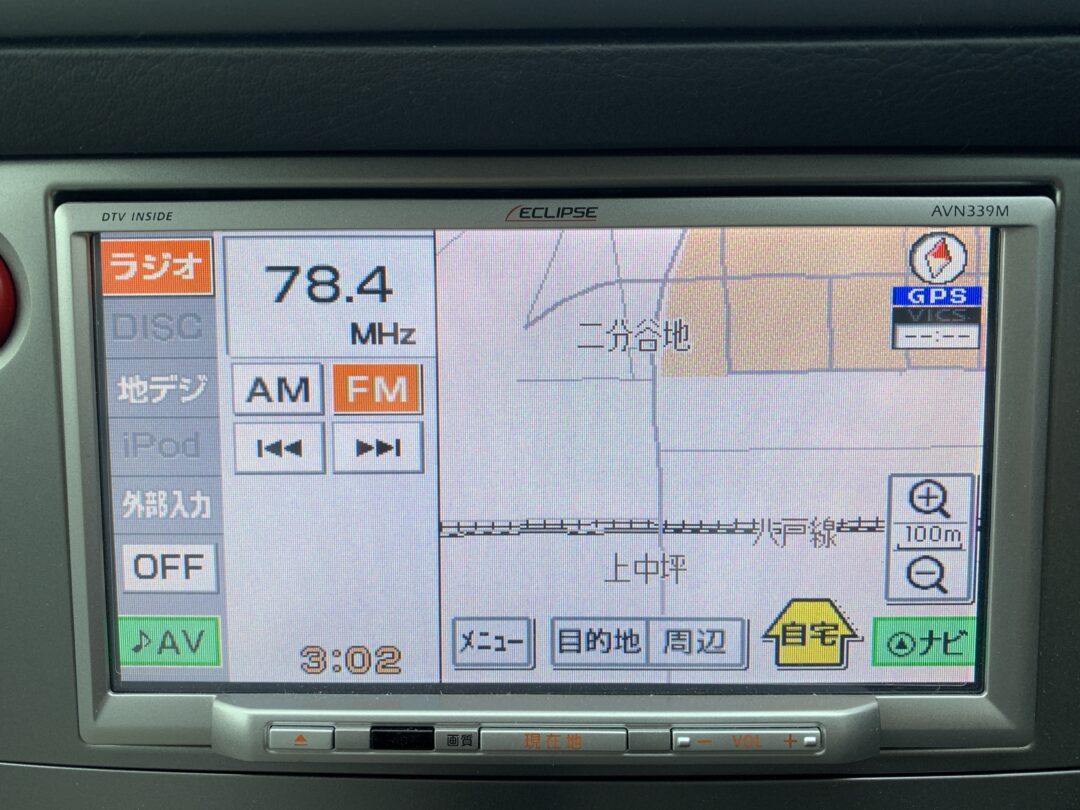 DTV INSIDE
ECLIPSE
AVN339M
ラジオ
DISC
地デジ
iPod
外部入力
OFF
♪AV
78.4
MHz
AM
FM
3:02
二分谷地
八戸線
上中坪
GPS
VICS
--:--
100m
メニュー
目的地
周辺
自宅
ナビ
画質
現在地
− VOL +